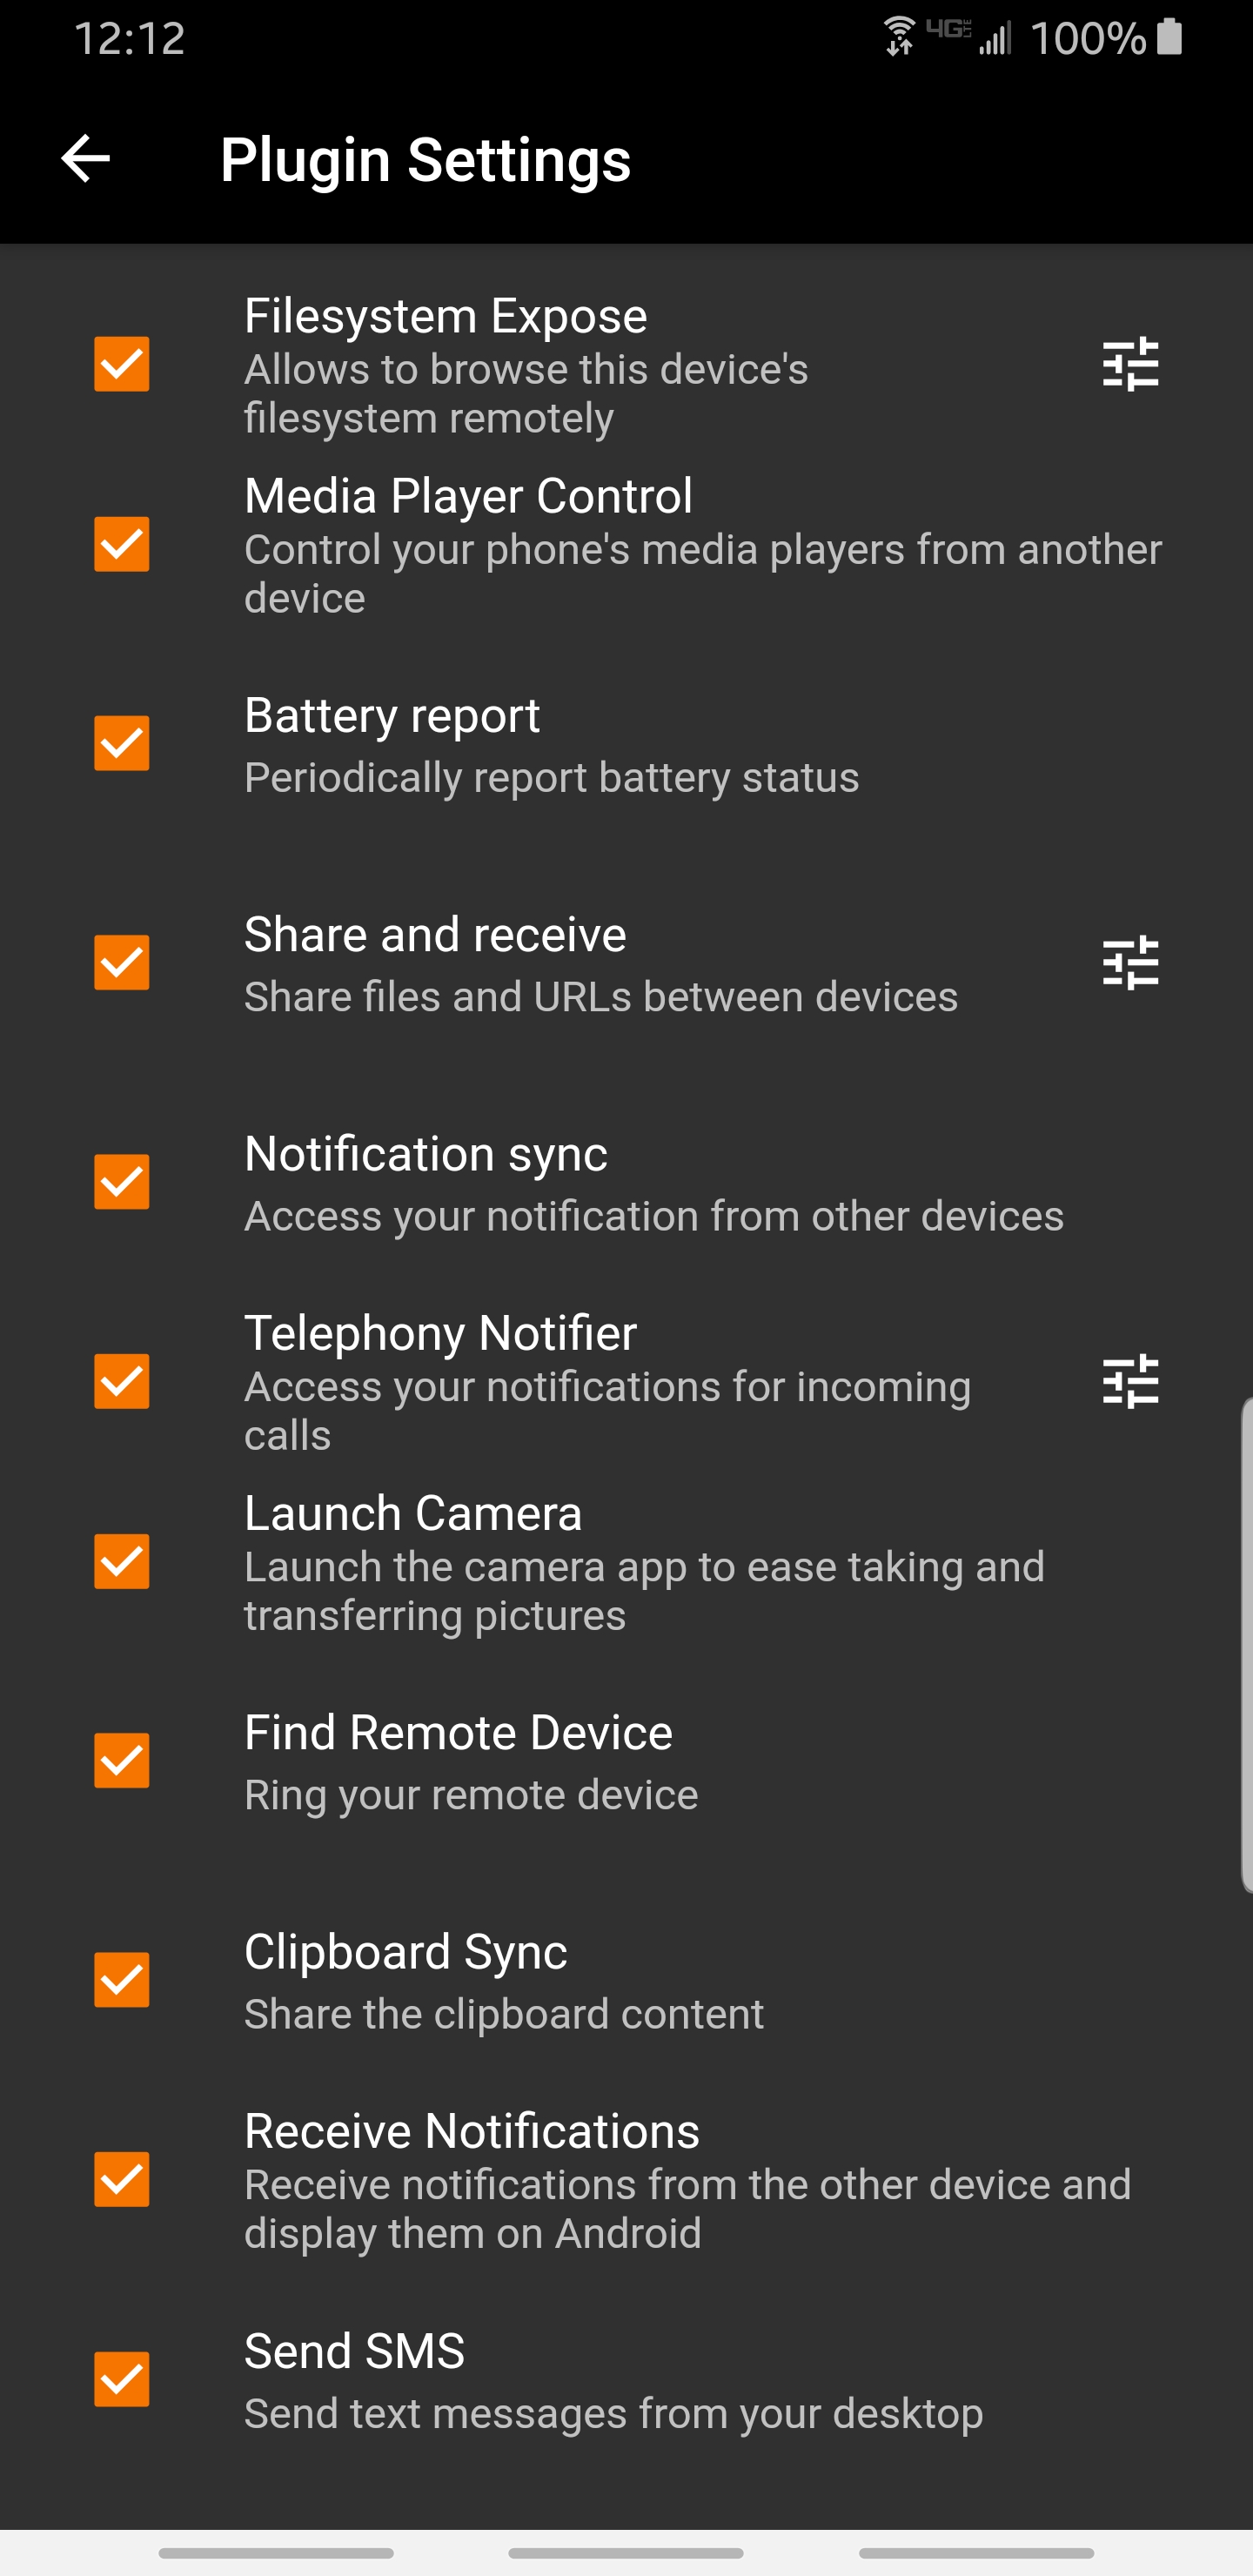 12:12
4G LTE 100%
Plugin Settings
Filesystem Expose
Allows to browse this device's
filesystem remotely
Media Player Control
Control your phone's media players from another
device
Battery report
Periodically report battery status
Share and receive
Share files and URLs between devices
Notification sync
Access your notification from other devices
Telephony Notifier
Access your notifications for incoming
calls
Launch Camera
Launch the camera app to ease taking and
transferring pictures
Find Remote Device
Ring your remote device
Clipboard Sync
Share the clipboard content
Receive Notifications
Receive notifications from the other device and
display them on Android
Send SMS
Send text messages from your desktop